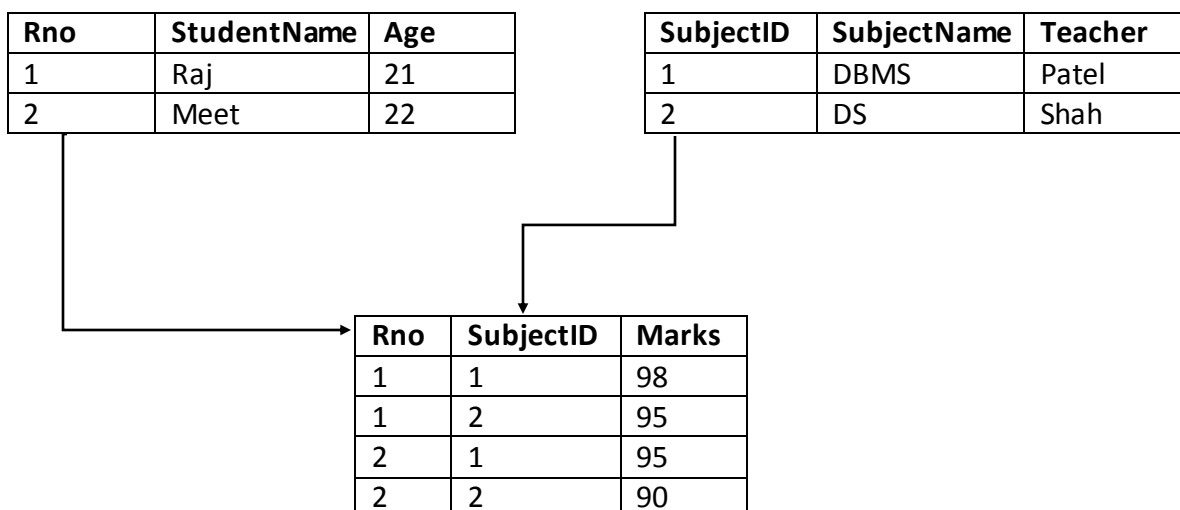 Rno StudentName Age
1 Raj 21
2 Meet 22
SubjectID SubjectName Teacher
1 DBMS Patel
2 DS Shah
Rno SubjectID Marks
1 1 98
1 2 95
2 1 95
2 2 90